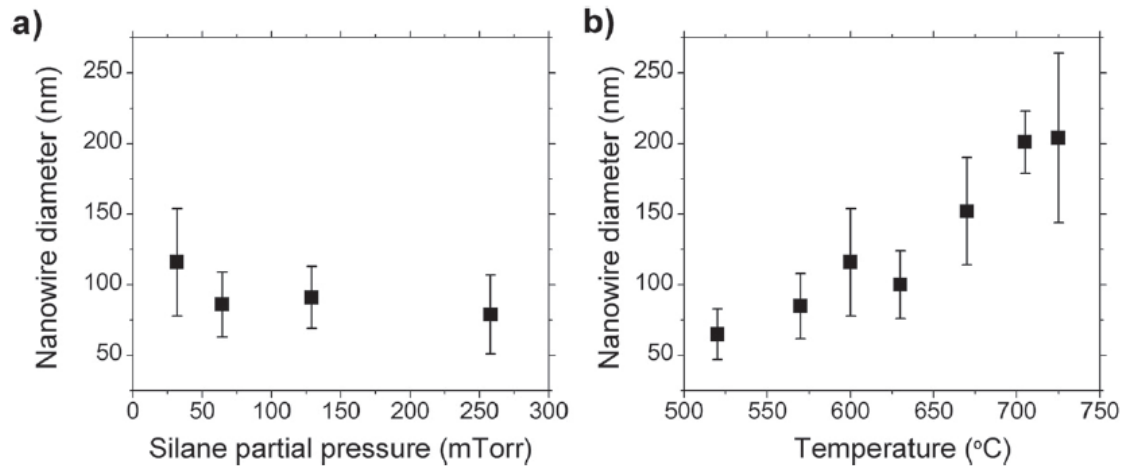 a)
Nanowire diameter (nm)
250
200
150
100
50
0 50 100 150 200 250 300
Silane partial pressure (mTorr)
b)
Nanowire diameter (nm)
250
200
150
100
50
500 550 600 650 700 750
Temperature (°C)